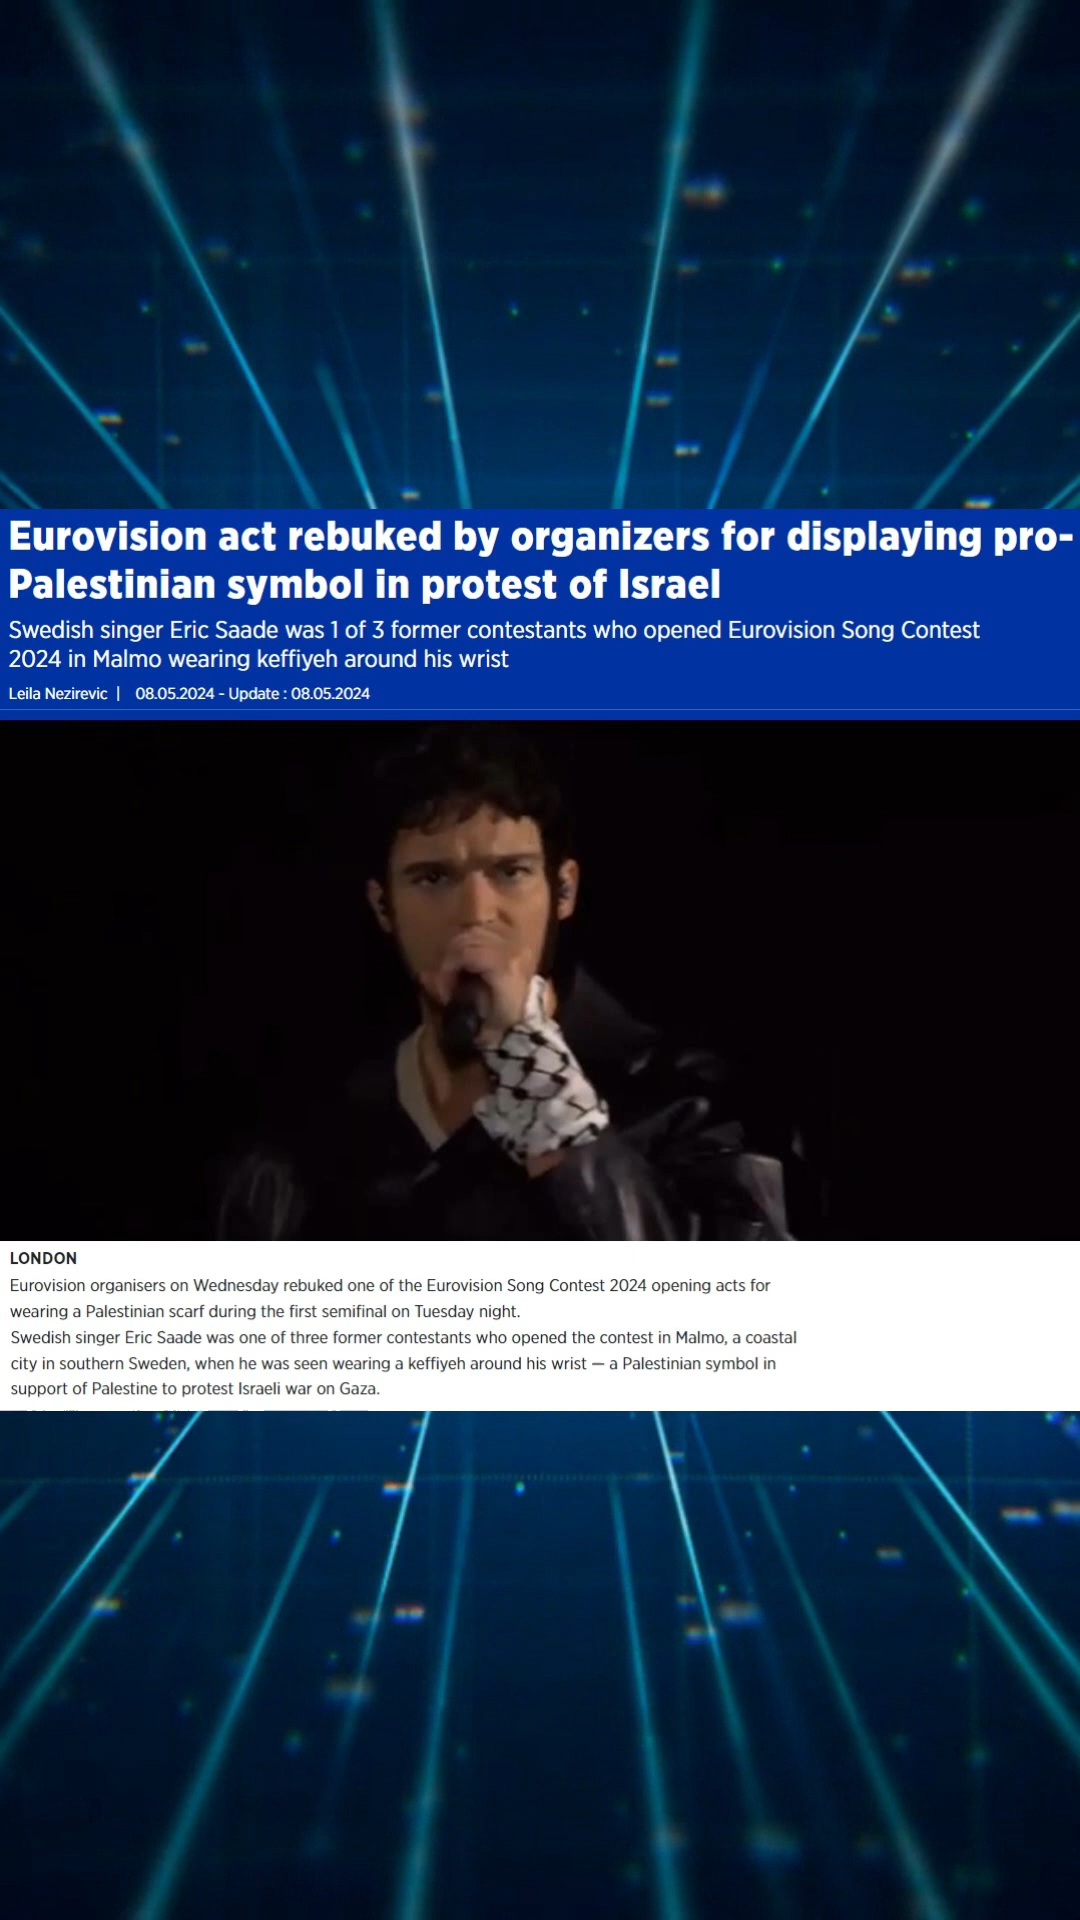 Eurovision act rebuked by organizers for displaying pro-
Palestinian symbol in protest of Israel
Swedish singer Eric Saade was 1 of 3 former contestants who opened Eurovision Song Contest
2024 in Malmo wearing keffiyeh around his wrist
Leila Nezirevic | 08.05.2024 - Update : 08.05.2024
LONDON
Eurovision organisers on Wednesday rebuked one of the Eurovision Song Contest 2024 opening acts for
wearing a Palestinian scarf during the first semifinal on Tuesday night.
Swedish singer Eric Saade was one of three former contestants who opened the contest in Malmo, a coastal
city in southern Sweden, when he was seen wearing a keffiyeh around his wrist — a Palestinian symbol in
support of Palestine to protest Israeli war on Gaza.